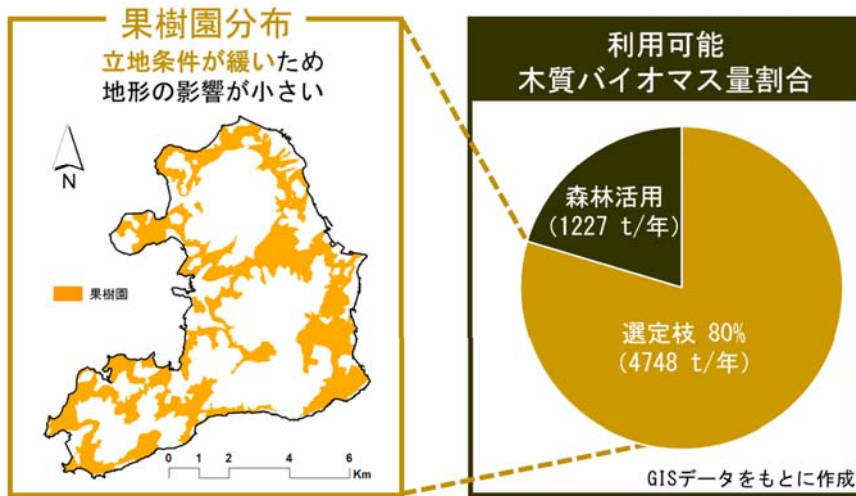 果樹園分布
立地条件が緩いため
地形の影響が小さい
N
果樹園
0 1 2 4 6
Km
利用可能
木質バイオマス量割合
森林活用
(1227 t/年)
選定枝 80%
(4748 t/年)
GISデータをもとに作成